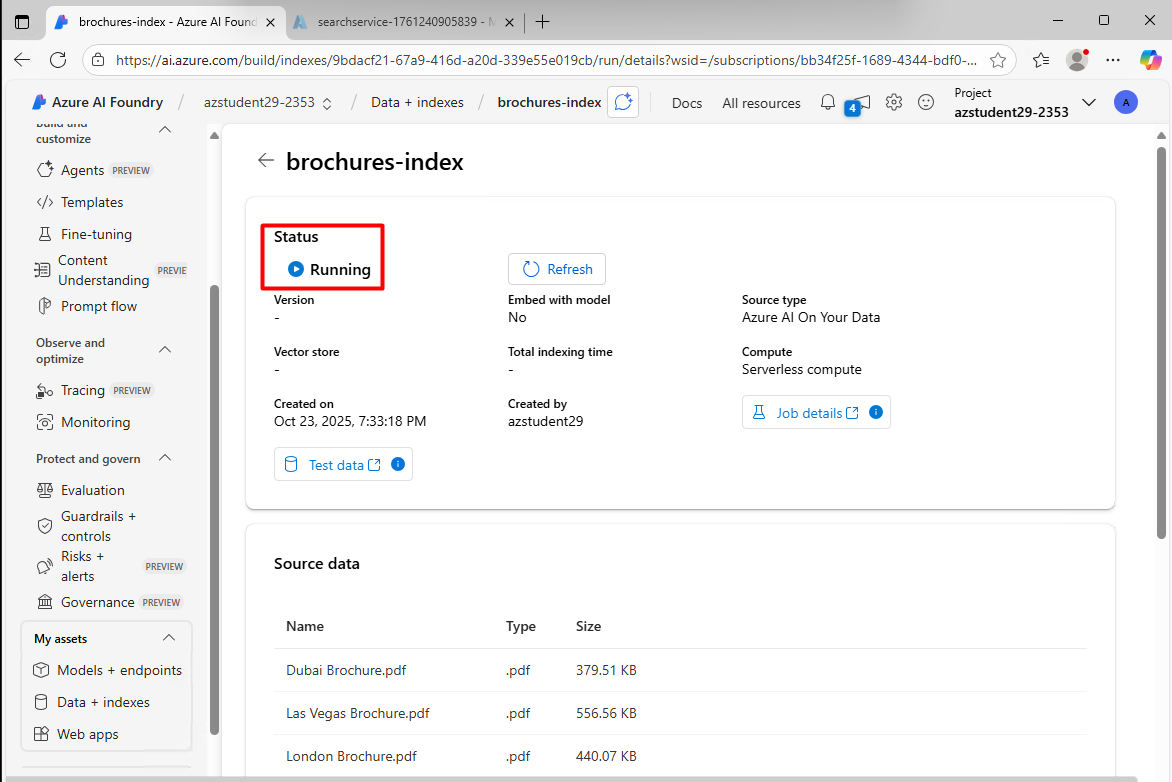 brochures-index - Azure AI Found
searchservice-1761240905839 - M
https://ai.azure.com/build/indexes/9bdacf21-67a9-416d-a20d-339e55e019cb/run/details?wsid=/subscriptions/bb34f25f-1689-4344-bdf0-...
Azure AI Foundry / azstudent29-2353 / Data + indexes / brochures-index
Docs
All resources
4
Project
azstudent29-2353
A
Build and
customize
Agents PREVIEW
Templates
Fine-tuning
Content
Understanding PREVIE
Prompt flow
Observe and
optimize
Tracing PREVIEW
Monitoring
Protect and govern
Evaluation
Guardrails +
controls
Risks +
alerts PREVIEW
Governance PREVIEW
My assets
Models + endpoints
Data + indexes
Web apps
brochures-index
Status
Running
Refresh
Version
-
Embed with model
No
Source type
Azure AI On Your Data
Vector store
-
Total indexing time
-
Compute
Serverless compute
Created on
Oct 23, 2025, 7:33:18 PM
Created by
azstudent29
Job details
Test data
Source data
Name Type Size
Dubai Brochure.pdf .pdf 379.51 KB
Las Vegas Brochure.pdf .pdf 556.56 KB
London Brochure.pdf .pdf 440.07 KB